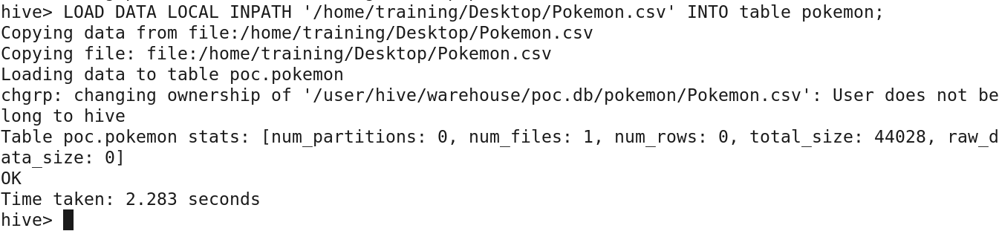 hive> LOAD DATA LOCAL INPATH '/home/training/Desktop/Pokemon.csv' INTO table pokemon;
Copying data from file:/home/training/Desktop/Pokemon.csv
Copying file: file:/home/training/Desktop/Pokemon.csv
Loading data to table poc.pokemon
chgrp: changing ownership of '/user/hive/warehouse/poc.db/pokemon/Pokemon.csv': User does not be
long to hive
Table poc.pokemon stats: [num_partitions: 0, num_files: 1, num_rows: 0, total_size: 44028, raw_d
ata_size: 0]
OK
Time taken: 2.283 seconds
hive>